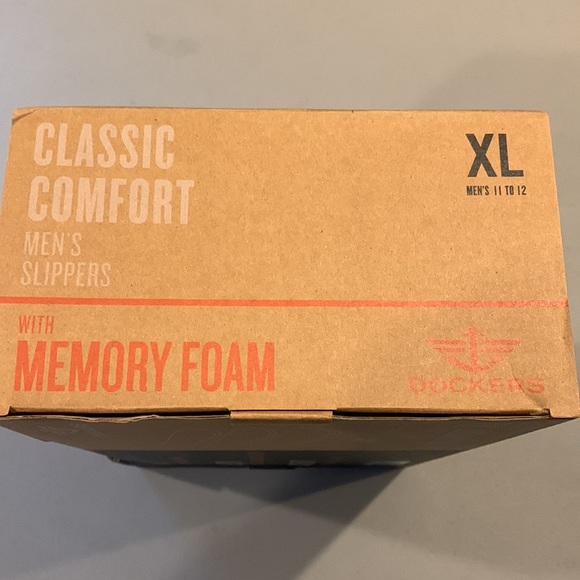 CLASSIC
COMFORT
MEN'S
SLIPPERS
XL
MEN'S 11 TO 12
WITH
MEMORY FOAM
DOCKERS